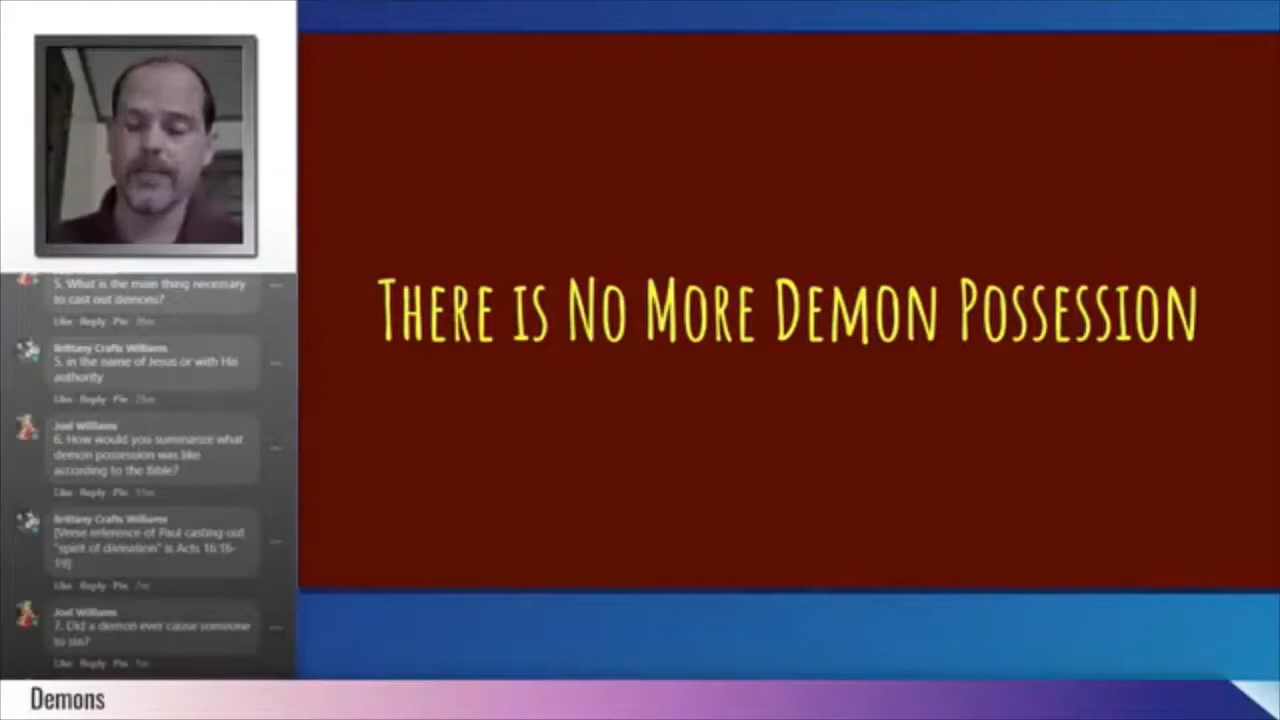 THERE IS NO MORE DEMON POSSESSION
5. What is the main thing necessary
to cast out demons?
Like Reply Pin
Brittany Crafts Williams
5. in the name of Jesus or with His
authority
Like Reply Pin
Joel Williams
6. How would you summarize what
demon possession was like
according to the Bible?
Like Reply Pin
Brittany Crafts Williams
[Verse reference of Paul casting out
"spirit of divination" is Acts 16:16-
19]
Like Reply Pin
Joel Williams
7. Did a demon ever cause someone
to sin?
Like Reply Pin
Demons